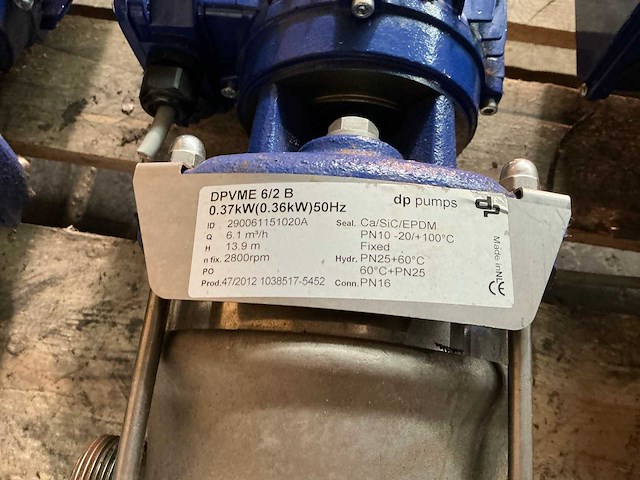 DPVME 6/2 B
0.37kW(0.36kW)50Hz
dp pumps
dp
ID 290061151020A
Q 6.1 m³/h
H 13.9 m
n fix. 2800rpm
PO
Prod.47/2012 1038517-5452
Seal. Ca/SiC/EPDM
PN10 -20/+100°C
Fixed
Hydr. PN25+60°C
60°C+PN25
Conn.PN16
Made in NL CE